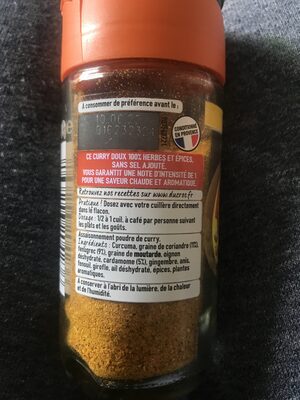 A consommer de préférence avant le :
CONDITIONNÉ
EN PROVENCE
CE CURRY DOUX 100% HERBES ET ÉPICES,
SANS SEL AJOUTÉ,
VOUS GARANTIT UNE NOTE D'INTENSITÉ DE 1
POUR UNE SAVEUR CHAUDE ET AROMATIQUE.
Retrouvez nos recettes sur www.ducros.fr
Pratique ! Dosez avec votre cuillère directement
dans le flacon.
Dosage : 1/2 à 1 cuil. à café par personne suivant
les plats et les goûts.
Assaisonnement poudre de curry.
Ingrédients : Curcuma, graine de coriandre (11%),
fenugrec (9%), graine de moutarde, oignon
déshydraté, cardamome (5%), gingembre, anis,
fenouil, girofle, ail déshydraté, épices, plantes
aromatiques.
A conserver à l'abri de la lumière, de la chaleur
et de l'humidité.